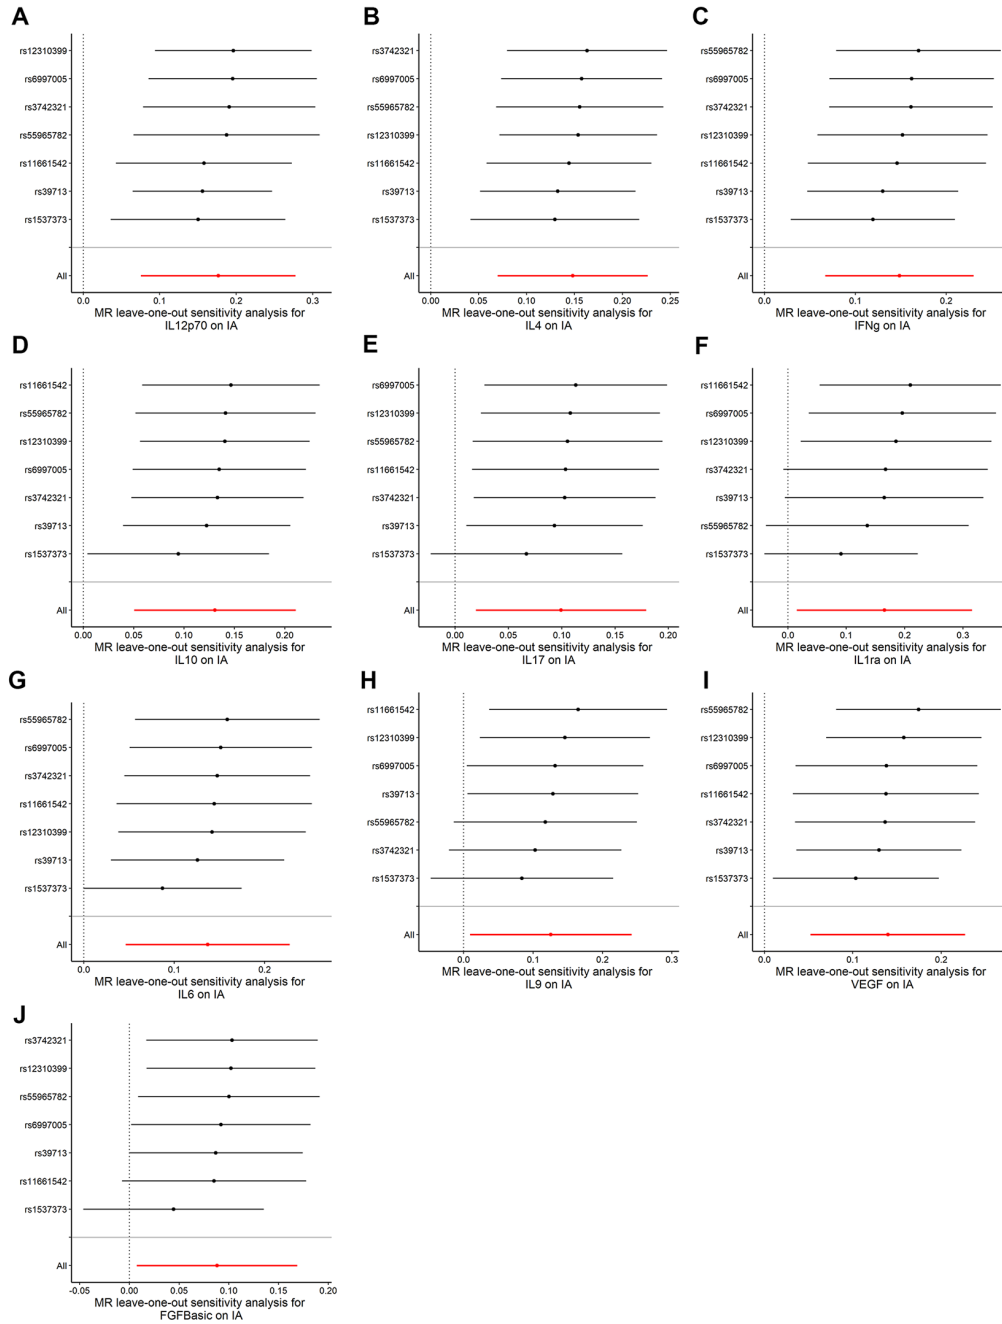 A
rs12310399
rs6997005
rs3742321
rs55965782
rs11661542
rs39713
rs1537373
All
0.0 0.1 0.2 0.3
MR leave-one-out sensitivity analysis for
IL12p70 on IA
B
rs3742321
rs6997005
rs55965782
rs12310399
rs11661542
rs39713
rs1537373
All
0.00 0.05 0.10 0.15 0.20 0.25
MR leave-one-out sensitivity analysis for
IL4 on IA
C
rs55965782
rs6997005
rs3742321
rs12310399
rs11661542
rs39713
rs1537373
All
0.0 0.1 0.2
MR leave-one-out sensitivity analysis for
IFNg on IA
D
rs11661542
rs55965782
rs12310399
rs6997005
rs3742321
rs39713
rs1537373
All
0.00 0.05 0.10 0.15 0.20
MR leave-one-out sensitivity analysis for
IL10 on IA
E
rs6997005
rs12310399
rs55965782
rs11661542
rs3742321
rs39713
rs1537373
All
0.00 0.05 0.10 0.15 0.20
MR leave-one-out sensitivity analysis for
IL17 on IA
F
rs11661542
rs6997005
rs12310399
rs3742321
rs39713
rs55965782
rs1537373
All
0.0 0.1 0.2 0.3
MR leave-one-out sensitivity analysis for
IL1ra on IA
G
rs55965782
rs6997005
rs3742321
rs11661542
rs12310399
rs39713
rs1537373
All
0.0 0.1 0.2
MR leave-one-out sensitivity analysis for
IL6 on IA
H
rs11661542
rs12310399
rs6997005
rs39713
rs55965782
rs3742321
rs1537373
All
0.0 0.1 0.2 0.3
MR leave-one-out sensitivity analysis for
IL9 on IA
I
rs55965782
rs12310399
rs6997005
rs11661542
rs3742321
rs39713
rs1537373
All
0.0 0.1 0.2
MR leave-one-out sensitivity analysis for
VEGF on IA
J
rs3742321
rs12310399
rs55965782
rs6997005
rs39713
rs11661542
rs1537373
All
-0.05 0.00 0.05 0.10 0.15 0.20
MR leave-one-out sensitivity analysis for
FGFBasic on IA